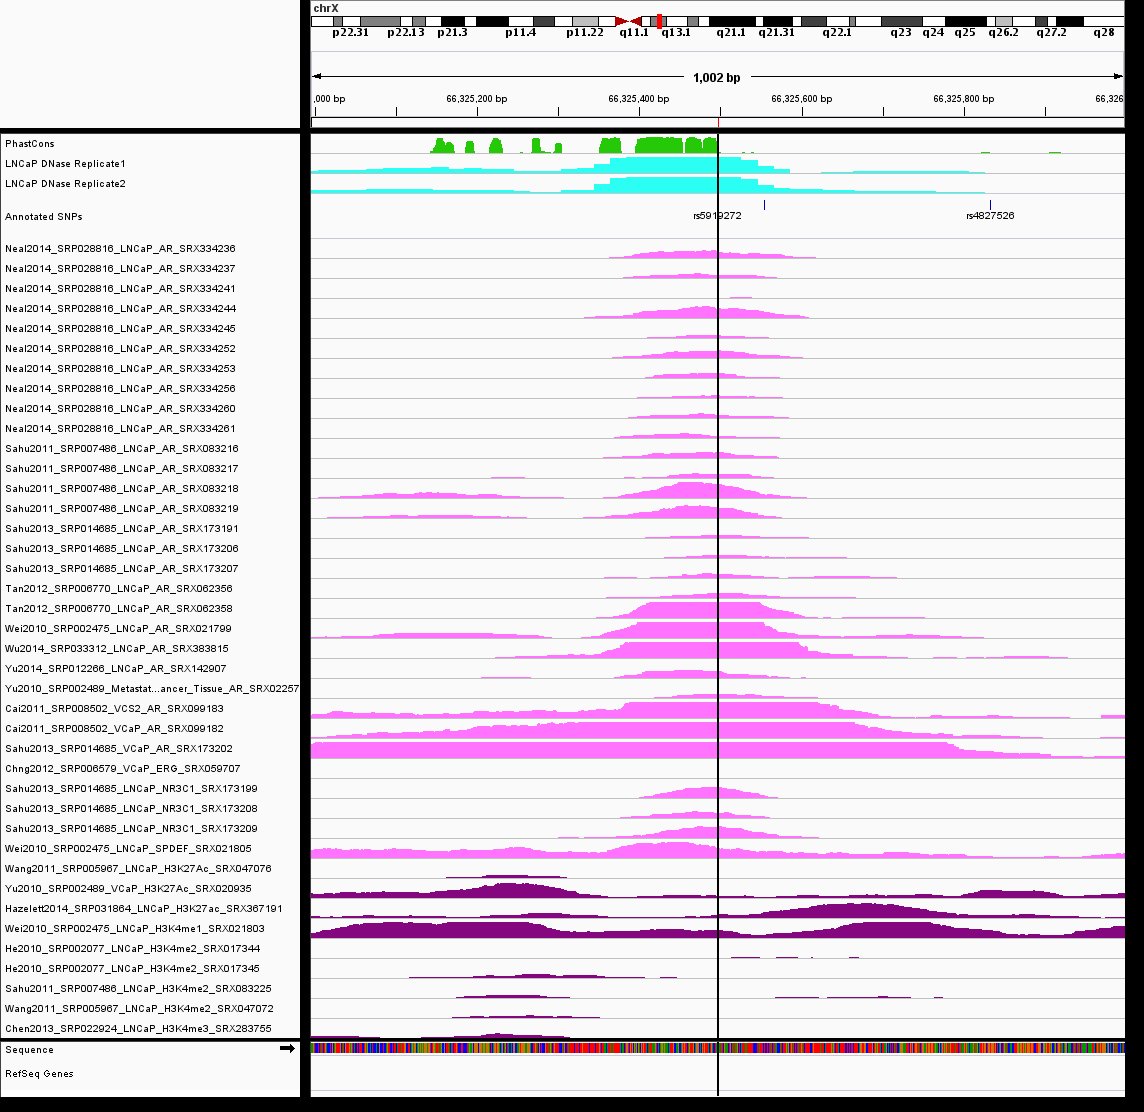 chrX
p22.31 p22.13 p21.3 p11.4 p11.22 q11.1 q13.1 q21.1 q21.31 q22.1 q23 q24 q25 q26.2 q27.2 q28
1,002 bp
,000 bp 66,325,200 bp 66,325,400 bp 66,325,600 bp 66,325,800 bp 66,326
PhastCons
LNCaP DNase Replicate1
LNCaP DNase Replicate2
Annotated SNPs
rs5919272 rs4827526
Neal2014_SRP028816_LNCaP_AR_SRX334236
Neal2014_SRP028816_LNCaP_AR_SRX334237
Neal2014_SRP028816_LNCaP_AR_SRX334241
Neal2014_SRP028816_LNCaP_AR_SRX334244
Neal2014_SRP028816_LNCaP_AR_SRX334245
Neal2014_SRP028816_LNCaP_AR_SRX334252
Neal2014_SRP028816_LNCaP_AR_SRX334253
Neal2014_SRP028816_LNCaP_AR_SRX334256
Neal2014_SRP028816_LNCaP_AR_SRX334260
Neal2014_SRP028816_LNCaP_AR_SRX334261
Sahu2011_SRP007486_LNCaP_AR_SRX083216
Sahu2011_SRP007486_LNCaP_AR_SRX083217
Sahu2011_SRP007486_LNCaP_AR_SRX083218
Sahu2011_SRP007486_LNCaP_AR_SRX083219
Sahu2013_SRP014685_LNCaP_AR_SRX173191
Sahu2013_SRP014685_LNCaP_AR_SRX173206
Sahu2013_SRP014685_LNCaP_AR_SRX173207
Tan2012_SRP006770_LNCaP_AR_SRX062356
Tan2012_SRP006770_LNCaP_AR_SRX062358
Wei2010_SRP002475_LNCaP_AR_SRX021799
Wu2014_SRP033312_LNCaP_AR_SRX383815
Yu2014_SRP012266_LNCaP_AR_SRX142907
Yu2010_SRP002489_Metastat...ancer_Tissue_AR_SRX02257
Cai2011_SRP008502_VCS2_AR_SRX099183
Cai2011_SRP008502_VCaP_AR_SRX099182
Sahu2013_SRP014685_VCaP_AR_SRX173202
Chng2012_SRP006579_VCaP_ERG_SRX059707
Sahu2013_SRP014685_LNCaP_NR3C1_SRX173199
Sahu2013_SRP014685_LNCaP_NR3C1_SRX173208
Sahu2013_SRP014685_LNCaP_NR3C1_SRX173209
Wei2010_SRP002475_LNCaP_SPDEF_SRX021805
Wang2011_SRP005967_LNCaP_H3K27Ac_SRX047076
Yu2010_SRP002489_VCaP_H3K27Ac_SRX020935
Hazelett2014_SRP031864_LNCaP_H3K27ac_SRX367191
Wei2010_SRP002475_LNCaP_H3K4me1_SRX021803
He2010_SRP002077_LNCaP_H3K4me2_SRX017344
He2010_SRP002077_LNCaP_H3K4me2_SRX017345
Sahu2011_SRP007486_LNCaP_H3K4me2_SRX083225
Wang2011_SRP005967_LNCaP_H3K4me2_SRX047072
Chen2013_SRP022924_LNCaP_H3K4me3_SRX283755
Sequence
RefSeq Genes